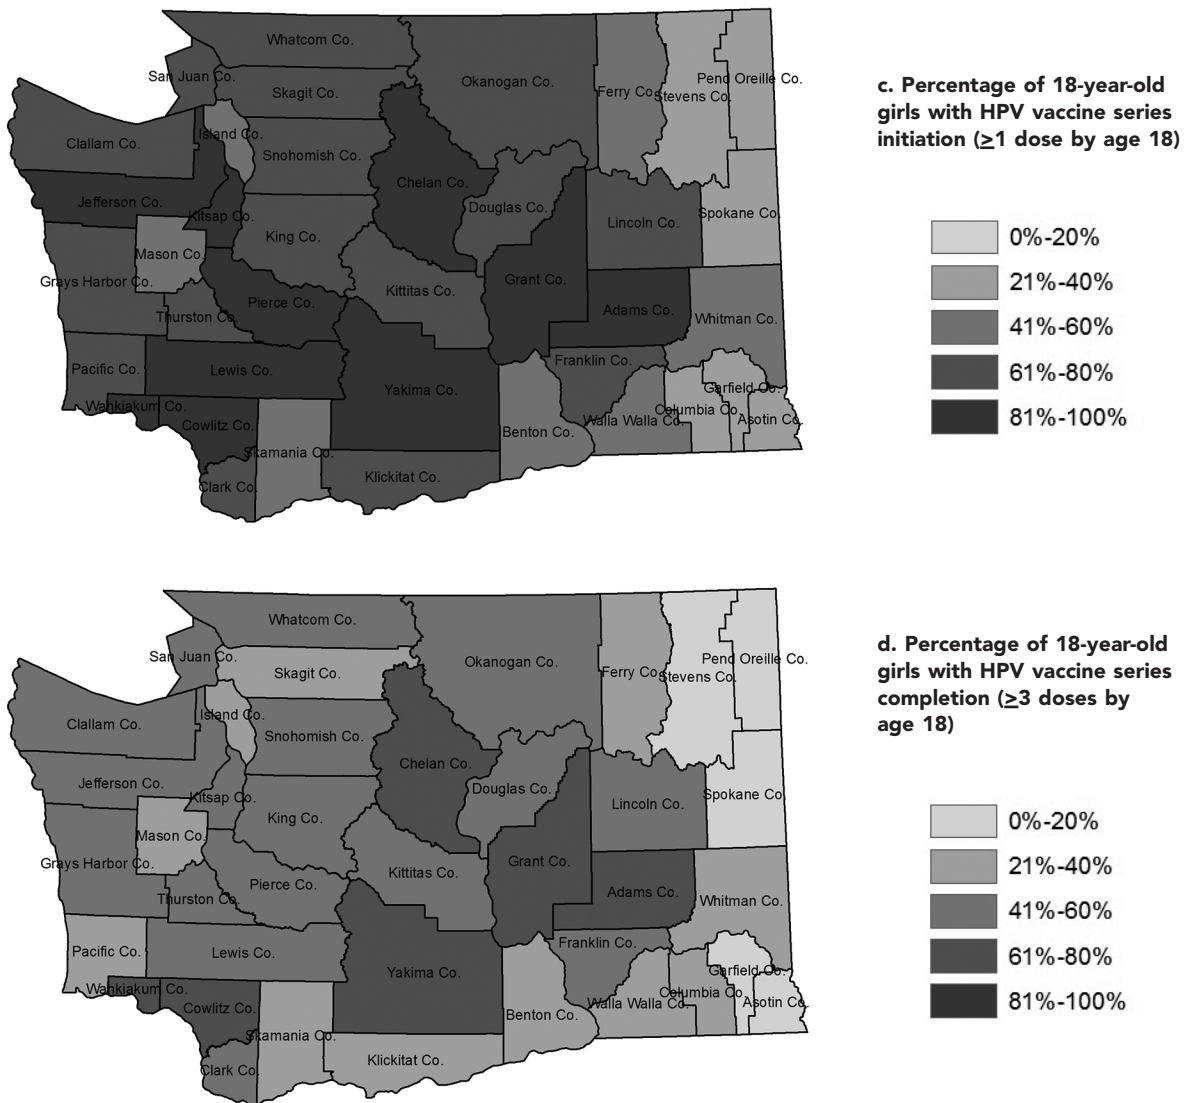 Whatcom Co.
San Juan Co.
Skagit Co.
Okanogan Co.
Ferry Co.
Stevens Co.
Pend Oreille Co.
Clallam Co.
Island Co.
Snohomish Co.
Chelan Co.
Jefferson Co.
Kitsap Co.
Douglas Co.
Lincoln Co.
Spokane Co.
King Co.
Mason Co.
Grays Harbor Co.
Kittitas Co.
Grant Co.
Pierce Co.
Thurston Co.
Adams Co.
Whitman Co.
Pacific Co.
Lewis Co.
Yakima Co.
Franklin Co.
Garfield Co.
Wahkiakum Co.
Cowlitz Co.
Columbia Co.
Walla Walla Co.
Asotin Co.
Benton Co.
Skamania Co.
Klickitat Co.
Clark Co.
c. Percentage of 18-year-old
girls with HPV vaccine series
initiation (≥1 dose by age 18)
0%-20%
21%-40%
41%-60%
61%-80%
81%-100%
Whatcom Co.
San Juan Co.
Skagit Co.
Okanogan Co.
Ferry Co.
Stevens Co.
Pend Oreille Co.
Clallam Co.
Island Co.
Snohomish Co.
Chelan Co.
Jefferson Co.
Kitsap Co.
Douglas Co.
Lincoln Co.
Spokane Co.
King Co.
Mason Co.
Grays Harbor Co.
Kittitas Co.
Grant Co.
Pierce Co.
Thurston Co.
Adams Co.
Whitman Co.
Pacific Co.
Lewis Co.
Yakima Co.
Franklin Co.
Garfield Co.
Wahkiakum Co.
Cowlitz Co.
Columbia Co.
Walla Walla Co.
Asotin Co.
Benton Co.
Skamania Co.
Klickitat Co.
Clark Co.
d. Percentage of 18-year-old
girls with HPV vaccine series
completion (≥3 doses by
age 18)
0%-20%
21%-40%
41%-60%
61%-80%
81%-100%